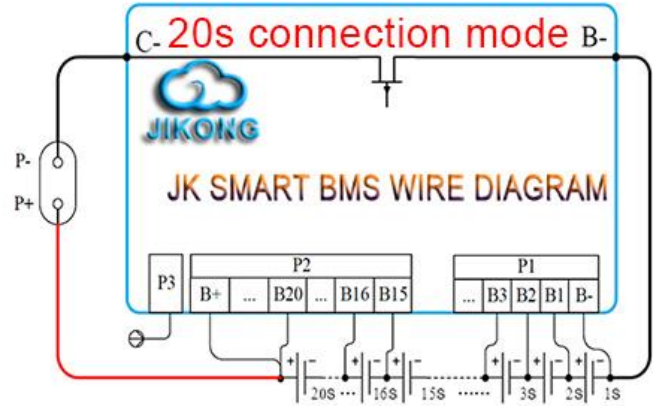 C- 20s connection mode B-
JIKONG
P-
P+
JK SMART BMS WIRE DIAGRAM
P3 P2 P1
B+ ... B20 ... B16 B15 ... B3 B2 B1 B-
+ - + - + - + - + - + -
20S ... 16S 15S ...... 3S 2S 1S